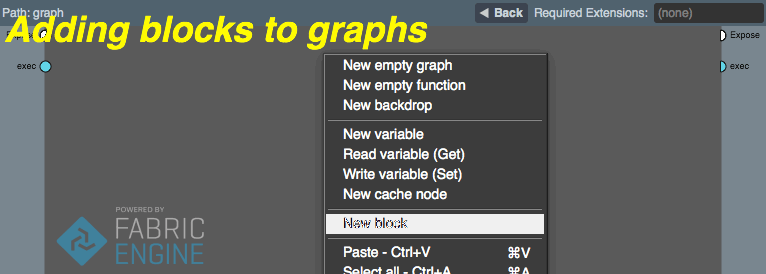 Path: graph
Back
Required Extensions: (none)
Adding blocks to graphs
Expose
exec
exec
New empty graph
New empty function
New backdrop
New variable
Read variable (Get)
Write variable (Set)
New cache node
New block
Paste - Ctrl+V ⌘V
Select all - Ctrl+A ⌘A
POWERED BY
FABRIC
ENGINE